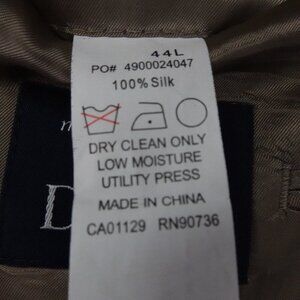 44L
PO# 4900024047
100% Silk
DRY CLEAN ONLY
LOW MOISTURE
UTILITY PRESS
MADE IN CHINA
CA01129 RN90736